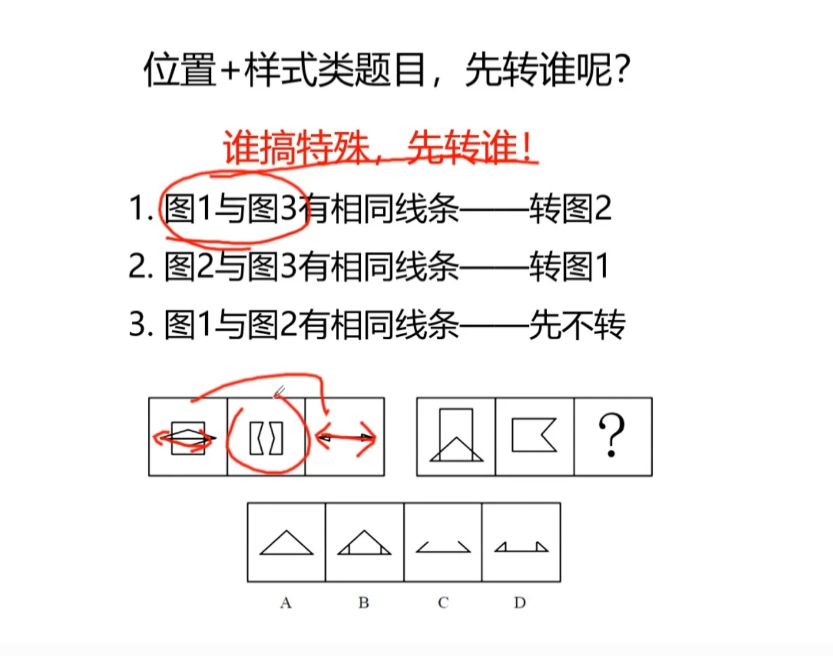 位置+样式类题目，先转谁呢？
谁搞特殊，先转谁！
1. 图1与图3有相同线条——转图2
2. 图2与图3有相同线条——转图1
3. 图1与图2有相同线条——先不转
?
A B C D